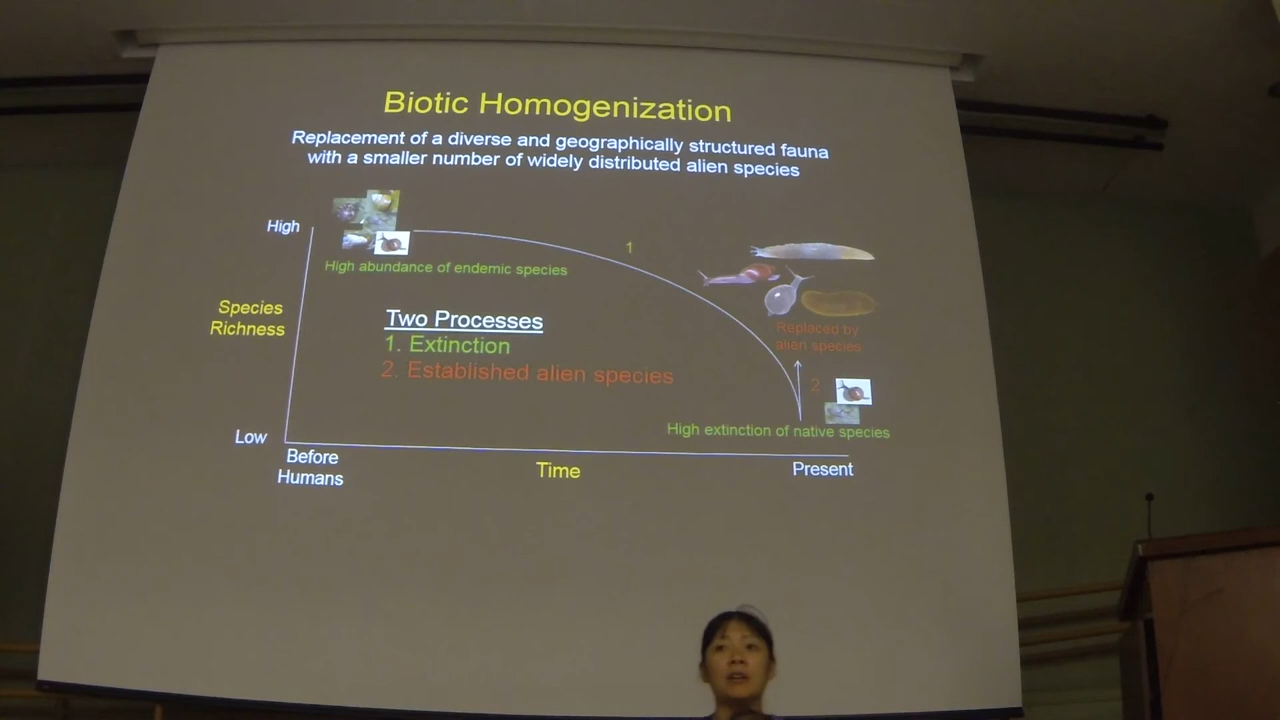 Biotic Homogenization
Replacement of a diverse and geographically structured fauna
with a smaller number of widely distributed alien species
High
1
High abundance of endemic species
Species
Richness
Two Processes
1. Extinction
2. Established alien species
Replaced by
alien species
2
High extinction of native species
Low
Before
Humans
Time
Present